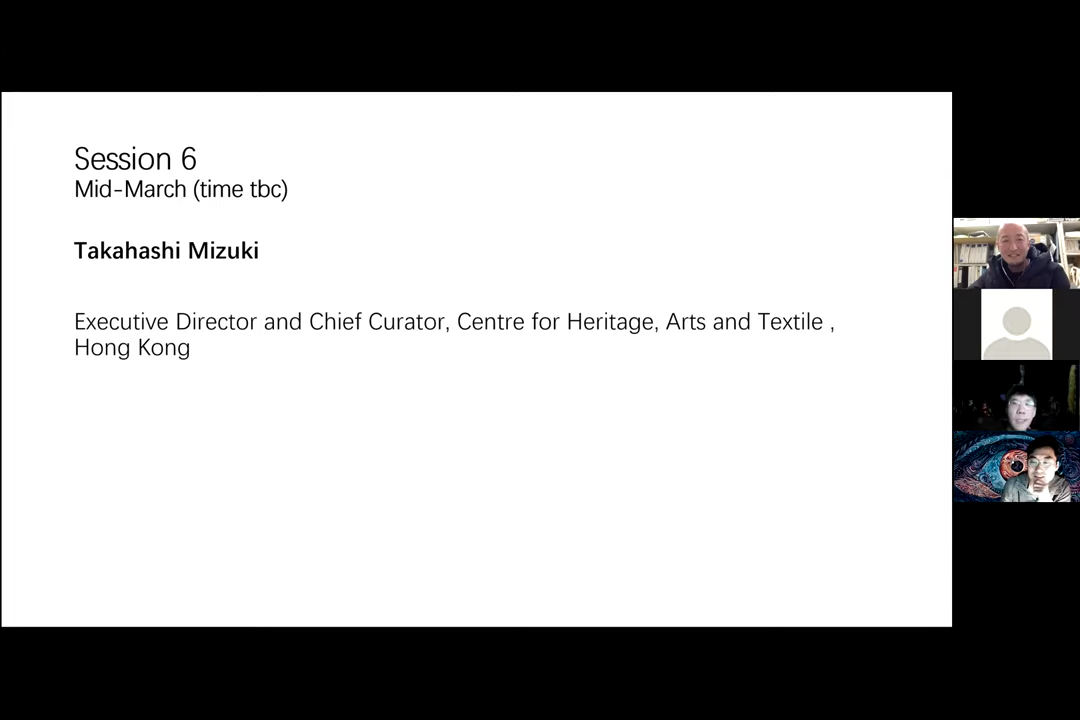 Session 6
Mid-March (time tbc)
Takahashi Mizuki
Executive Director and Chief Curator, Centre for Heritage, Arts and Textile ,
Hong Kong